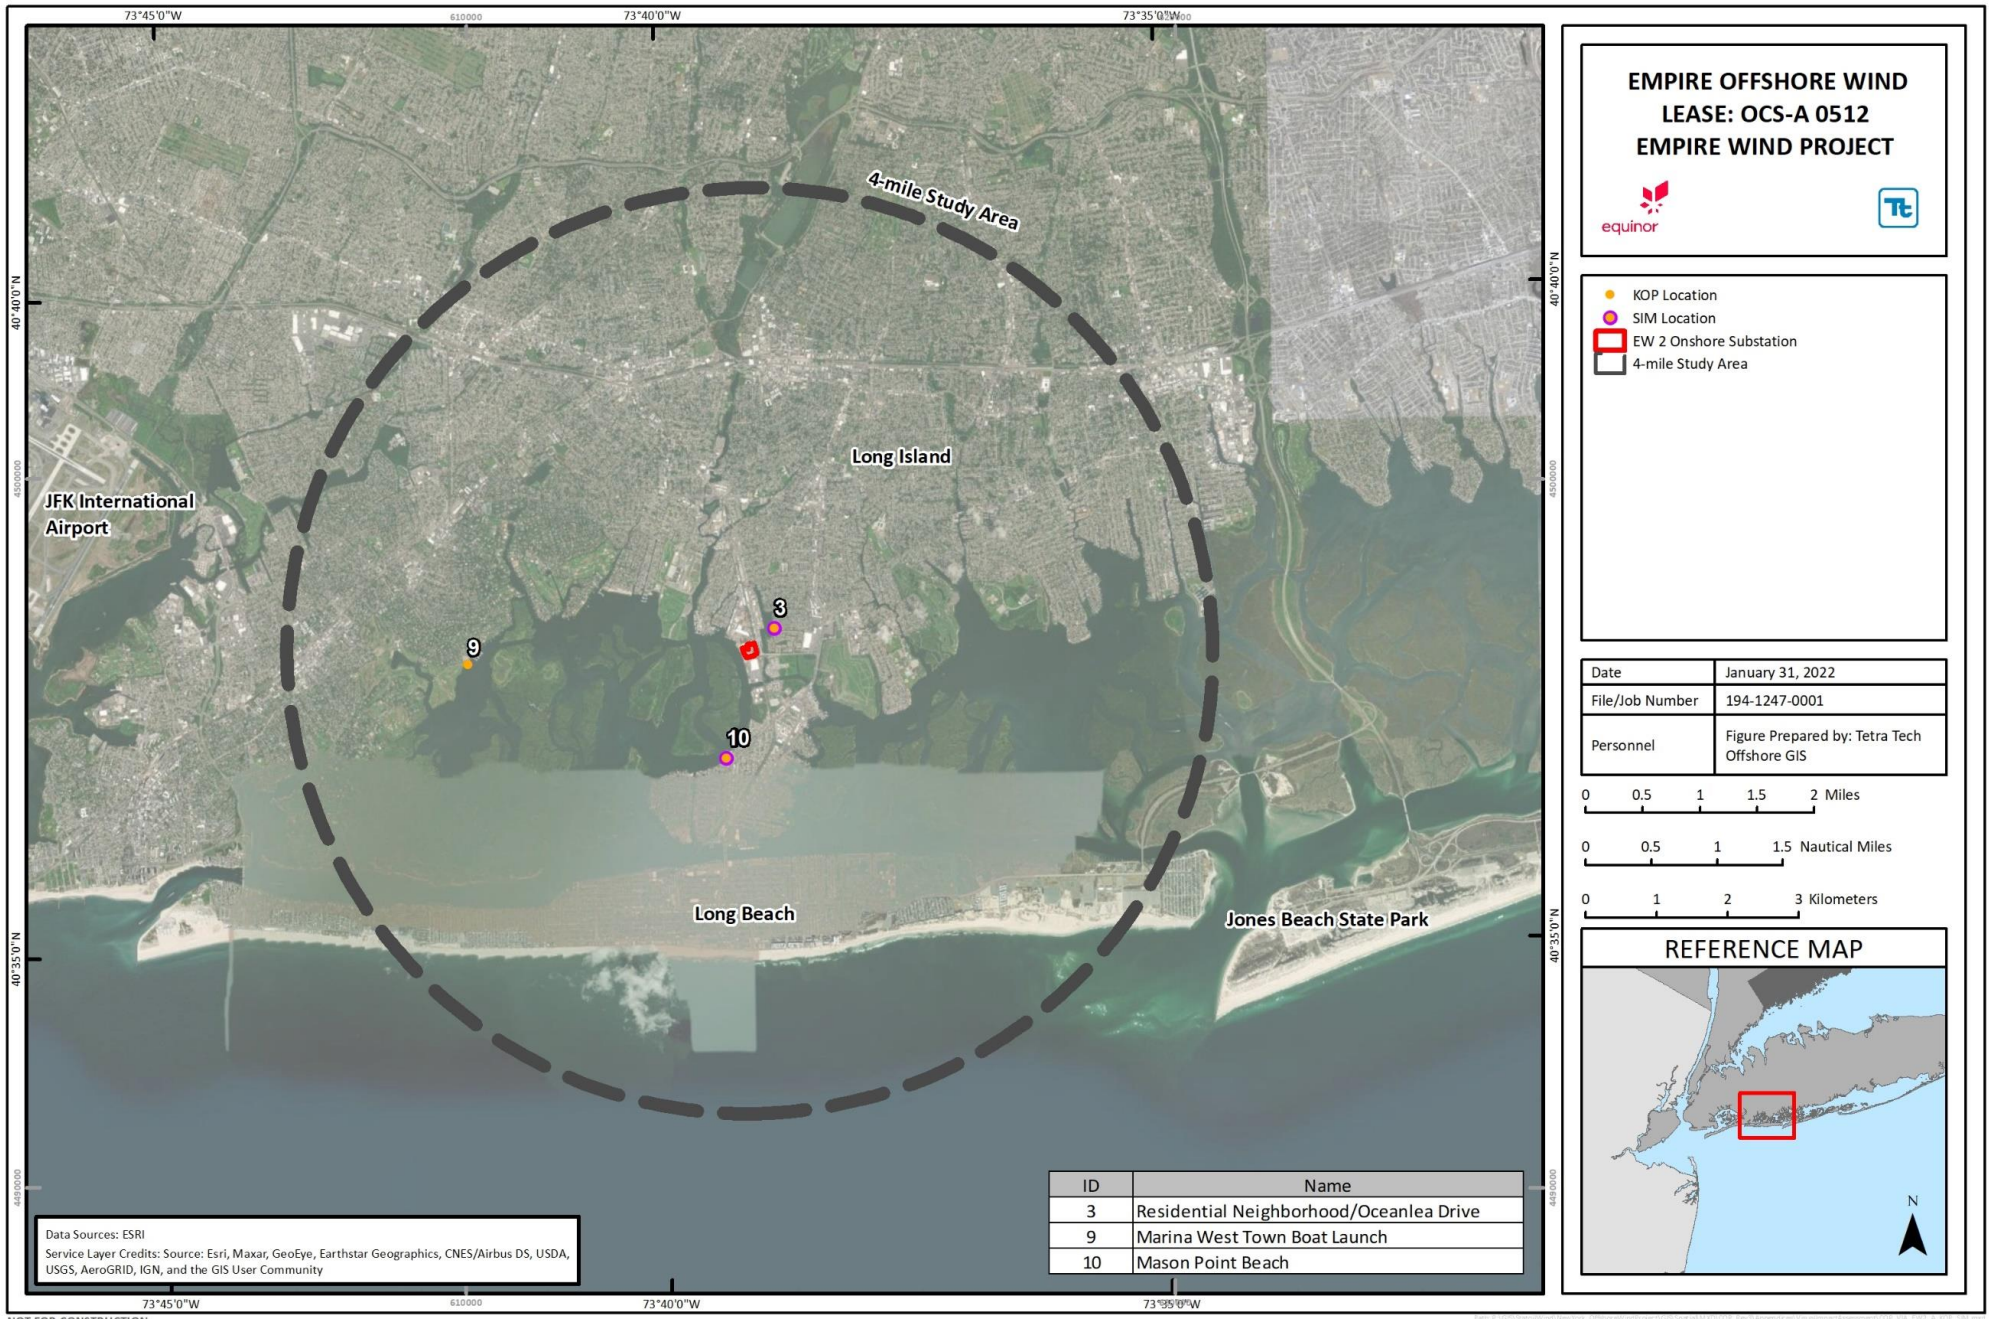 73°45'0"W
610000
73°40'0"W
73°35'0"W
40°40'0"N
4500000
40°35'0"N
4490000
4-mile Study Area
Long Island
JFK International
Airport
3
9
10
Long Beach
Jones Beach State Park
40°40'0"N
4500000
40°35'0"N
4490000
Data Sources: ESRI
Service Layer Credits: Source: Esri, Maxar, GeoEye, Earthstar Geographics, CNES/Airbus DS, USDA,
USGS, AeroGRID, IGN, and the GIS User Community
ID Name
3 Residential Neighborhood/Oceanlea Drive
9 Marina West Town Boat Launch
10 Mason Point Beach
73°45'0"W
610000
73°40'0"W
73°35'0"W
NOT FOR CONSTRUCTION
EMPIRE OFFSHORE WIND
LEASE: OCS-A 0512
EMPIRE WIND PROJECT
equinor
Tt
KOP Location
SIM Location
EW 2 Onshore Substation
4-mile Study Area
Date January 31, 2022
File/Job Number 194-1247-0001
Personnel Figure Prepared by: Tetra Tech
Offshore GIS
0 0.5 1 1.5 2 Miles
0 0.5 1 1.5 Nautical Miles
0 1 2 3 Kilometers
REFERENCE MAP
N